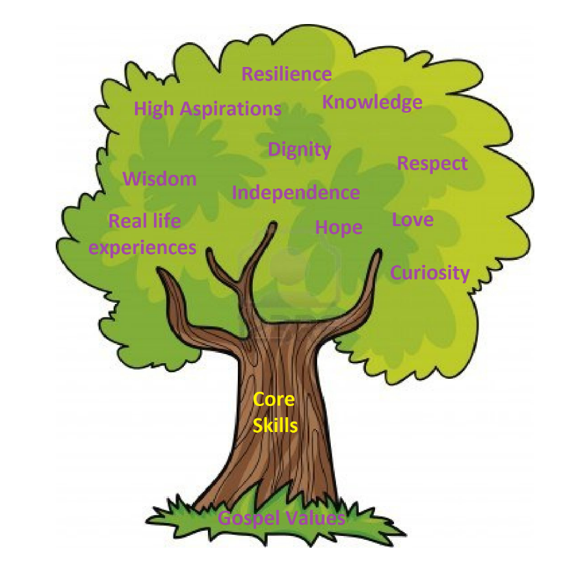 Resilience
High Aspirations
Knowledge
Dignity
Respect
Wisdom
Independence
Real life
experiences
Hope
Love
Curiosity
Core
Skills
Gospel Values